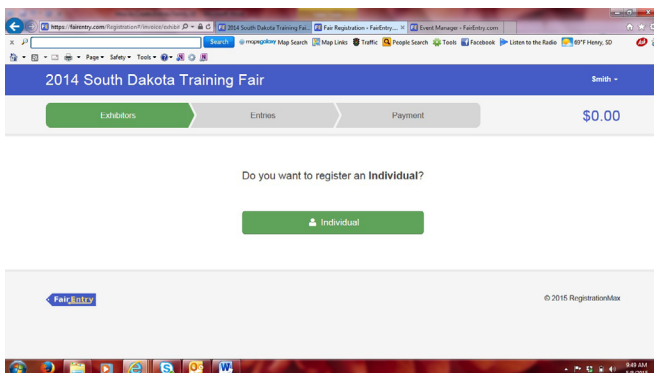 https://fairentry.com/Registration/Invoice/exhibit
2014 South Dakota Training Fai...
Fair Registration - FairEntry....
Event Manager - FairEntry.com
Search
mapsgalaxy Map Search
Map Links
Traffic
People Search
Tools
Facebook
Listen to the Radio
69°F Henry, SD
Page
Safety
Tools
2014 South Dakota Training Fair
Smith
Exhibitors
Entries
Payment
$0.00
Do you want to register an Individual?
Individual
FairEntry
© 2015 RegistrationMax
9:49 AM